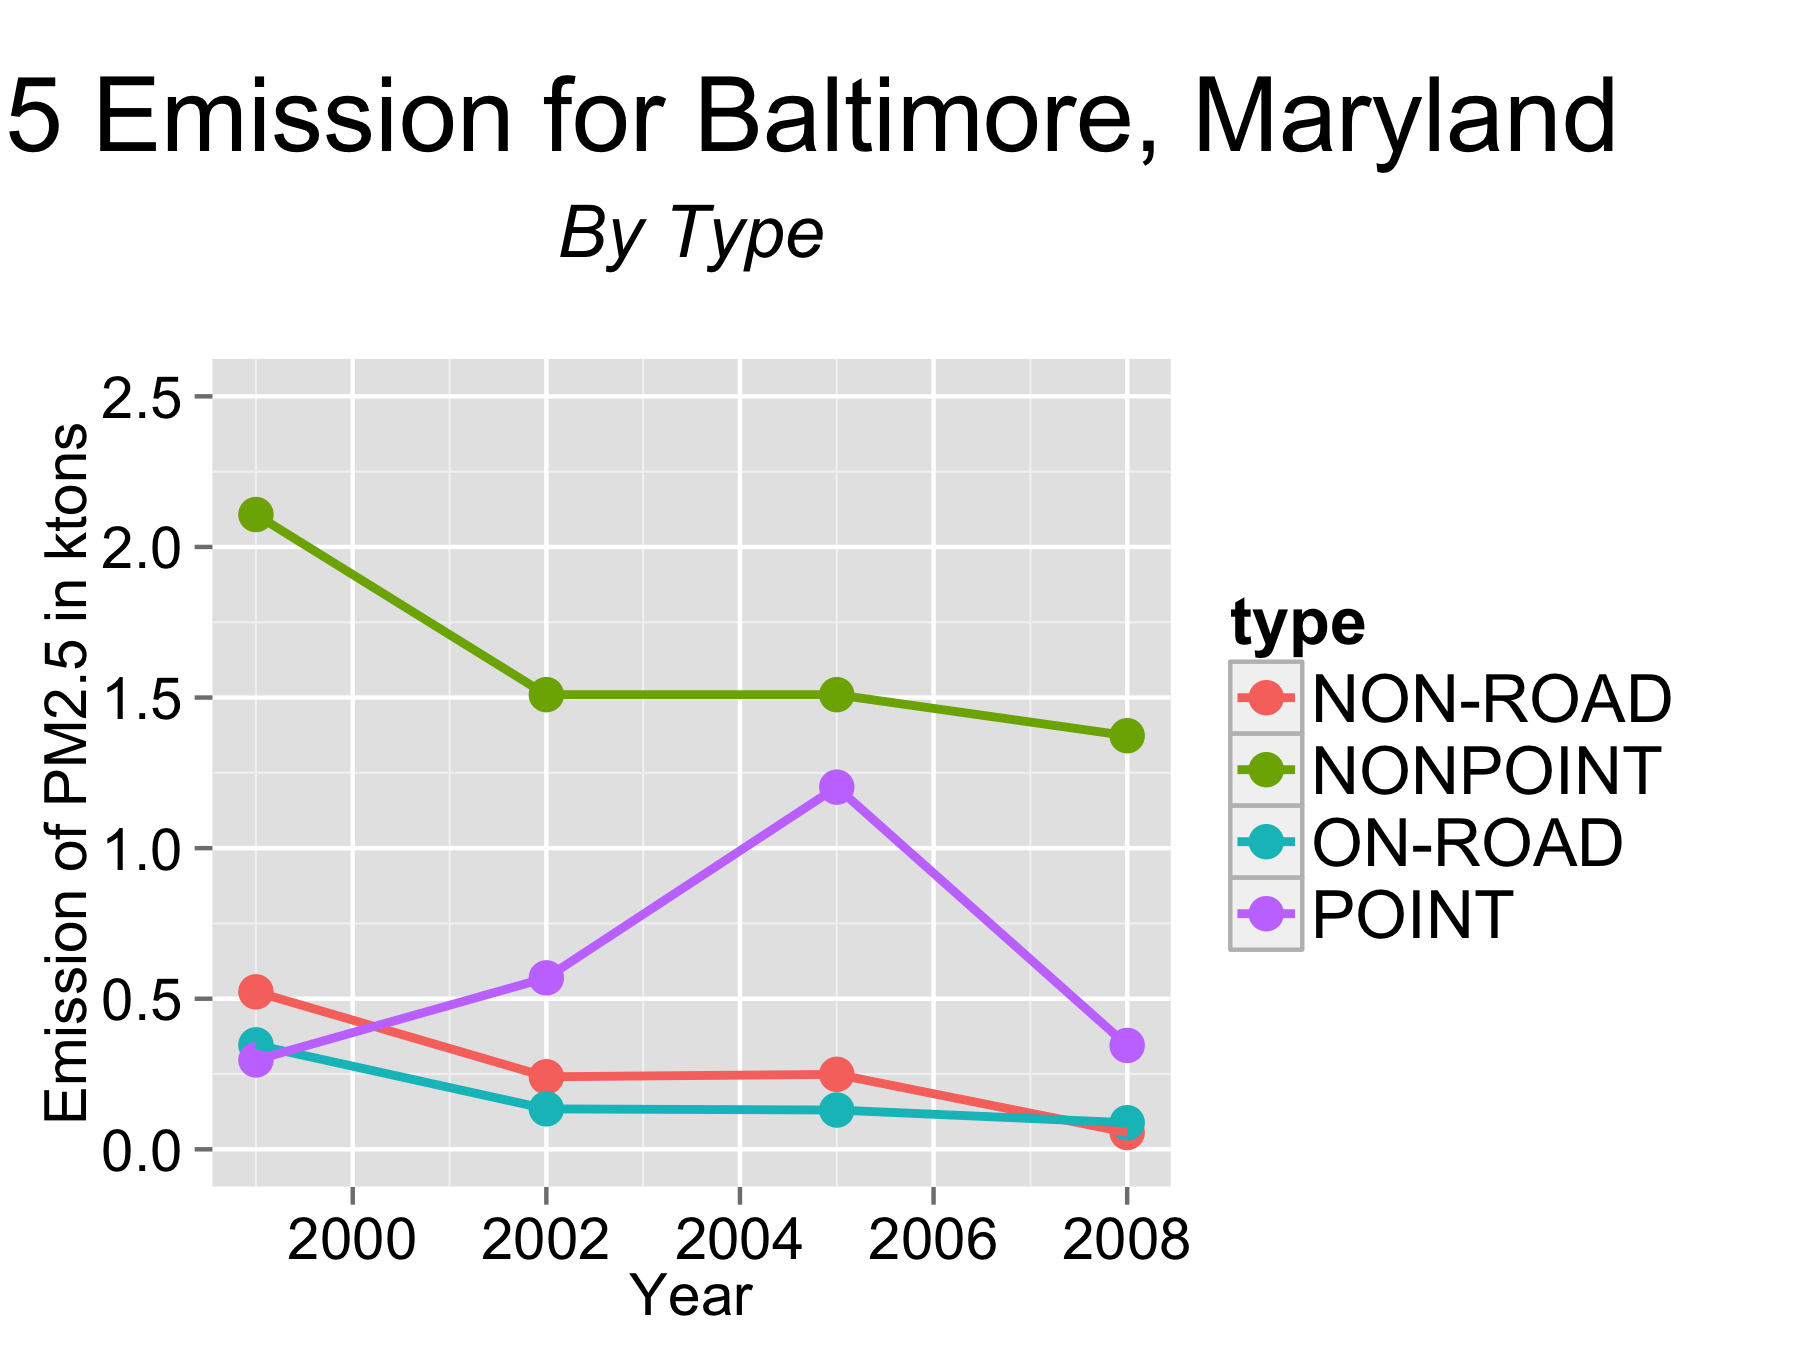 5 Emission for Baltimore, Maryland
By Type
Emission of PM2.5 in ktons
2.5
2.0
1.5
1.0
0.5
0.0
2000 2002 2004 2006 2008
Year
type
NON-ROAD
NONPOINT
ON-ROAD
POINT